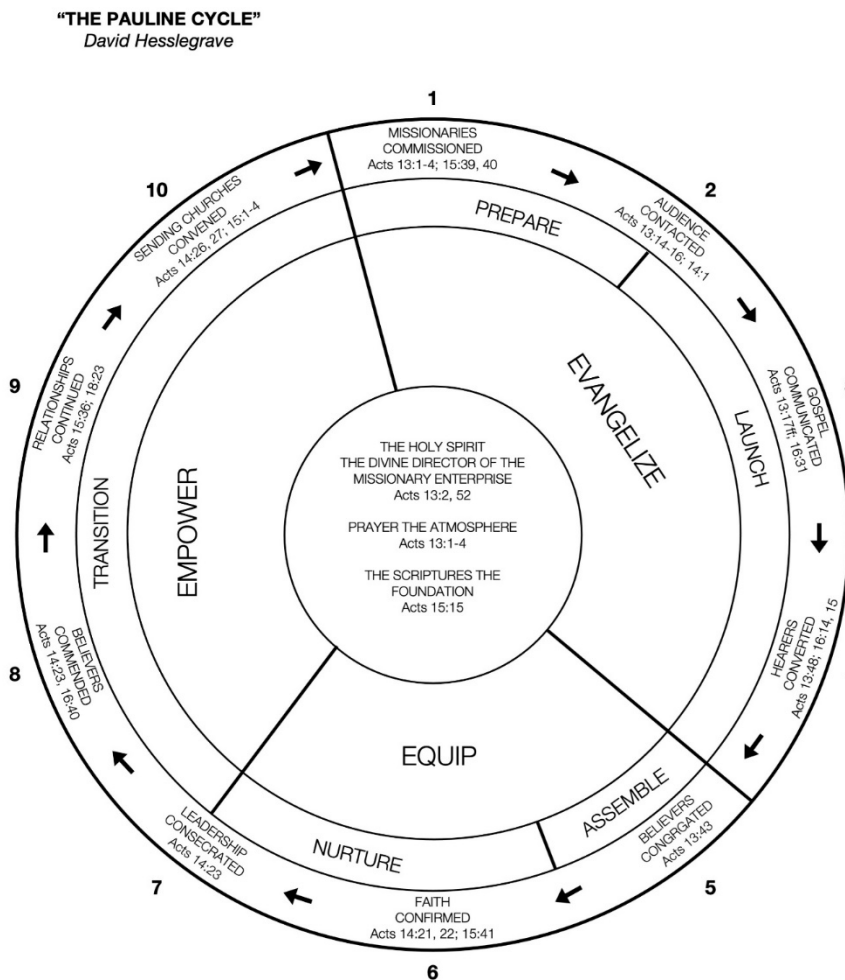 “THE PAULINE CYCLE”
David Hesslegrave
1
MISSIONARIES
COMMISSIONED
Acts 13:1-4; 15:39, 40
2
AUDIENCE
CONTACTED
Acts 13:14-16; 14:1
GOSPEL
COMMUNICATED
Acts 13:17ff; 16:31
HEARERS
CONVERTED
Acts 13:48; 16:14, 15
5
BELIEVERS
CONGRGATED
Acts 13:43
6
FAITH
CONFIRMED
Acts 14:21, 22; 15:41
7
LEADERSHIP
CONSECRATED
Acts 14:23
8
BELIEVERS
COMMENDED
Acts 14:23, 16:40
9
RELATIONSHIPS
CONTINUED
Acts 15:36; 18:23
10
SENDING CHURCHES
CONVENED
Acts 14:26, 27; 15:1-4
PREPARE
LAUNCH
ASSEMBLE
NURTURE
TRANSITION
EVANGELIZE
EQUIP
EMPOWER
THE HOLY SPIRIT
THE DIVINE DIRECTOR OF THE
MISSIONARY ENTERPRISE
Acts 13:2, 52
PRAYER THE ATMOSPHERE
Acts 13:1-4
THE SCRIPTURES THE
FOUNDATION
Acts 15:15